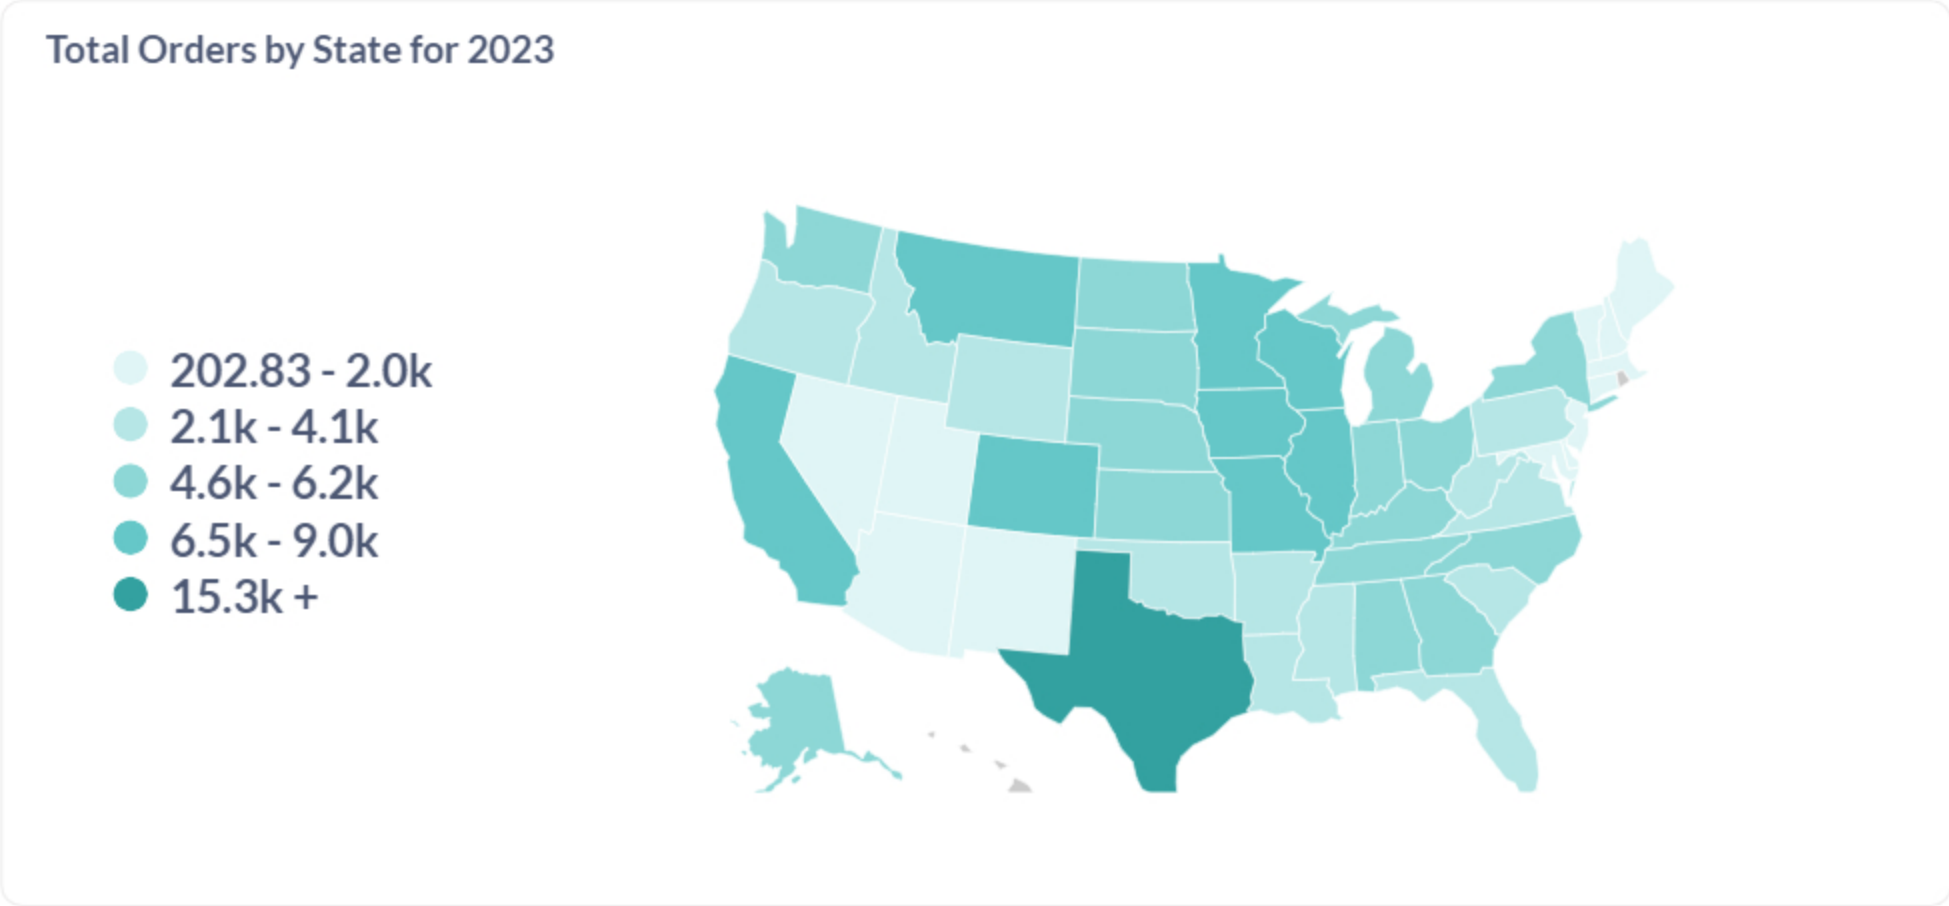 Total Orders by State for 2023
202.83 - 2.0k
2.1k - 4.1k
4.6k - 6.2k
6.5k - 9.0k
15.3k +